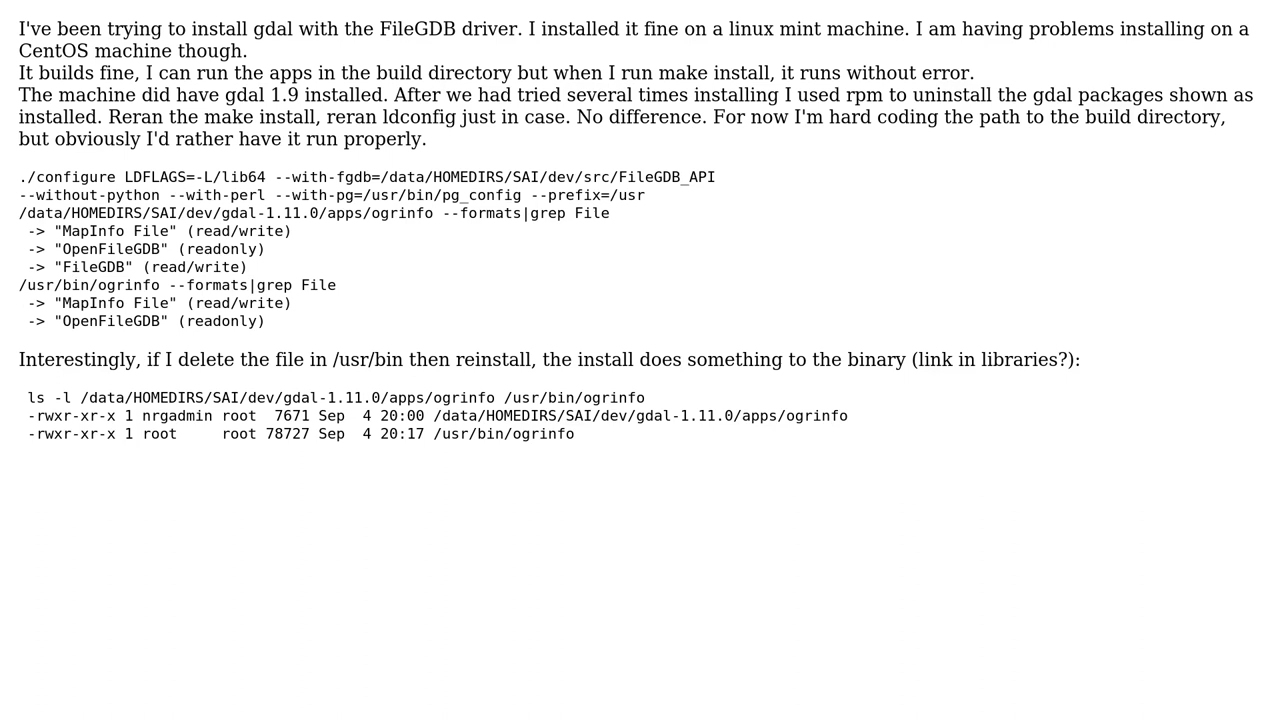 I've been trying to install gdal with the FileGDB driver. I installed it fine on a linux mint machine. I am having problems installing on a
CentOS machine though.
It builds fine, I can run the apps in the build directory but when I run make install, it runs without error.
The machine did have gdal 1.9 installed. After we had tried several times installing I used rpm to uninstall the gdal packages shown as
installed. Reran the make install, reran ldconfig just in case. No difference. For now I'm hard coding the path to the build directory,
but obviously I'd rather have it run properly.
./configure LDFLAGS=-L/lib64 --with-fgdb=/data/HOMEDIRS/SAI/dev/src/FileGDB_API
--without-python --with-perl --with-pg=/usr/bin/pg_config --prefix=/usr
/data/HOMEDIRS/SAI/dev/gdal-1.11.0/apps/ogrinfo --formats|grep File
 -> "MapInfo File" (read/write)
 -> "OpenFileGDB" (readonly)
 -> "FileGDB" (read/write)
/usr/bin/ogrinfo --formats|grep File
 -> "MapInfo File" (read/write)
 -> "OpenFileGDB" (readonly)
Interestingly, if I delete the file in /usr/bin then reinstall, the install does something to the binary (link in libraries?):
 ls -l /data/HOMEDIRS/SAI/dev/gdal-1.11.0/apps/ogrinfo /usr/bin/ogrinfo
 -rwxr-xr-x 1 nrgadmin root  7671 Sep  4 20:00 /data/HOMEDIRS/SAI/dev/gdal-1.11.0/apps/ogrinfo
 -rwxr-xr-x 1 root     root 78727 Sep  4 20:17 /usr/bin/ogrinfo